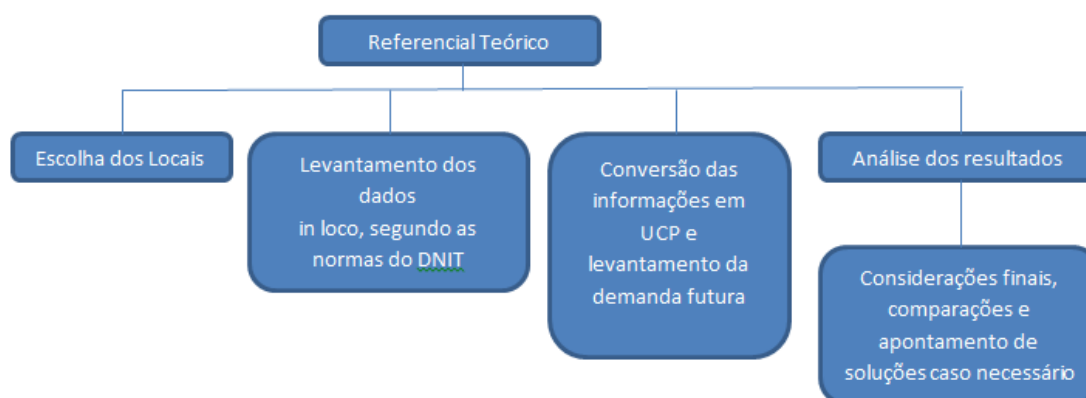 Referencial Teórico
Escolha dos Locais
Levantamento dos
dados
in loco, segundo as
normas do DNIT
Conversão das
informações em
UCP e
levantamento da
demanda futura
Análise dos resultados
Considerações finais,
comparações e
apontamento de
soluções caso necessário